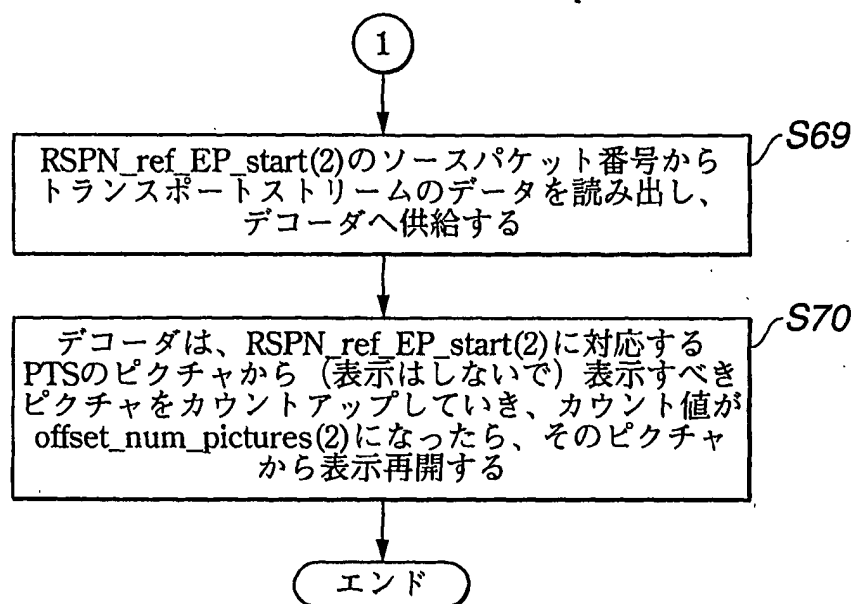 1
S69
RSPN_ref_EP_start(2)のソースパケット番号から
トランスポートストリームのデータを読み出し、
デコーダへ供給する
S70
デコーダは、RSPN_ref_EP_start(2)に対応する
PTSのピクチャから（表示はしないで）表示すべき
ピクチャをカウントアップしていき、カウント値が
offset_num_pictures(2)になったら、そのピクチャ
から表示再開する
エンド